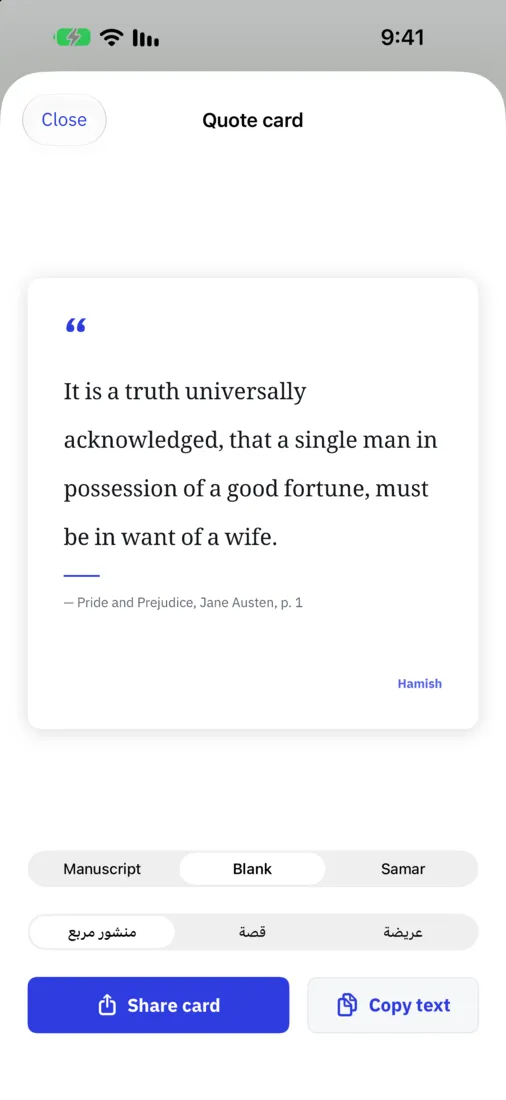 9:41
Close
Quote card
“
It is a truth universally
acknowledged, that a single man in
possession of a good fortune, must
be in want of a wife.
— Pride and Prejudice, Jane Austen, p. 1
Hamish
Manuscript Blank Samar
منشور مربع قصة عريضة
Share card Copy text